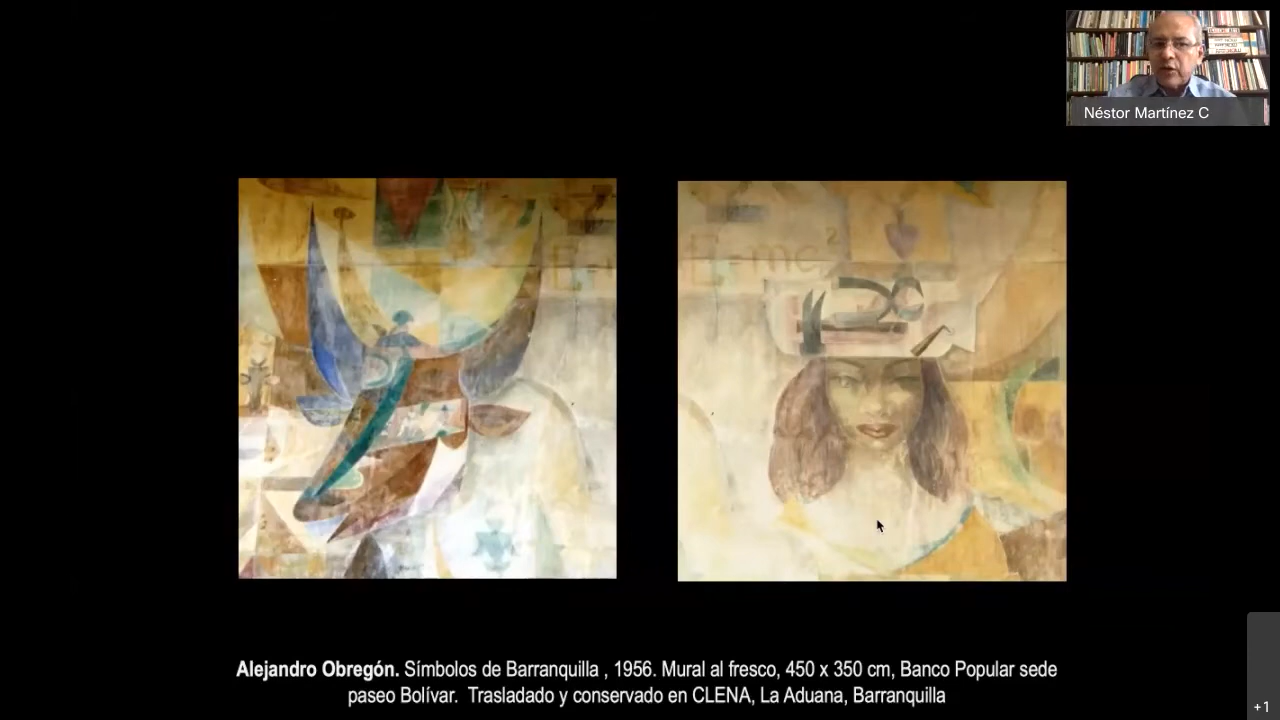 Néstor Martínez C
E=mc²
Alejandro Obregón. Símbolos de Barranquilla , 1956. Mural al fresco, 450 x 350 cm, Banco Popular sede
paseo Bolívar. Trasladado y conservado en CLENA, La Aduana, Barranquilla
+1